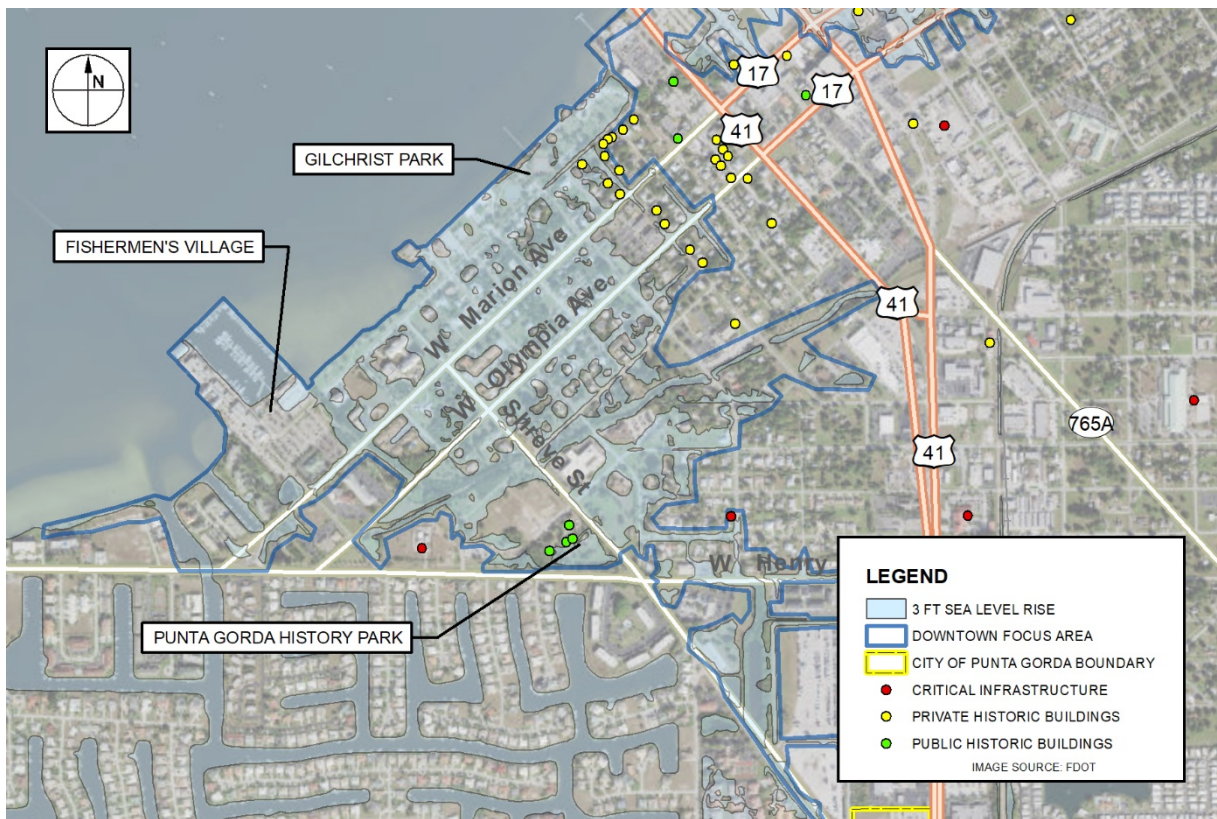 N
17
17
41
GILCHRIST PARK
FISHERMEN'S VILLAGE
W Marion Ave
W Olympia Ave
41
Shreve St
765A
41
W Henry
PUNTA GORDA HISTORY PARK
LEGEND
3 FT SEA LEVEL RISE
DOWNTOWN FOCUS AREA
CITY OF PUNTA GORDA BOUNDARY
CRITICAL INFRASTRUCTURE
PRIVATE HISTORIC BUILDINGS
PUBLIC HISTORIC BUILDINGS
IMAGE SOURCE: FDOT